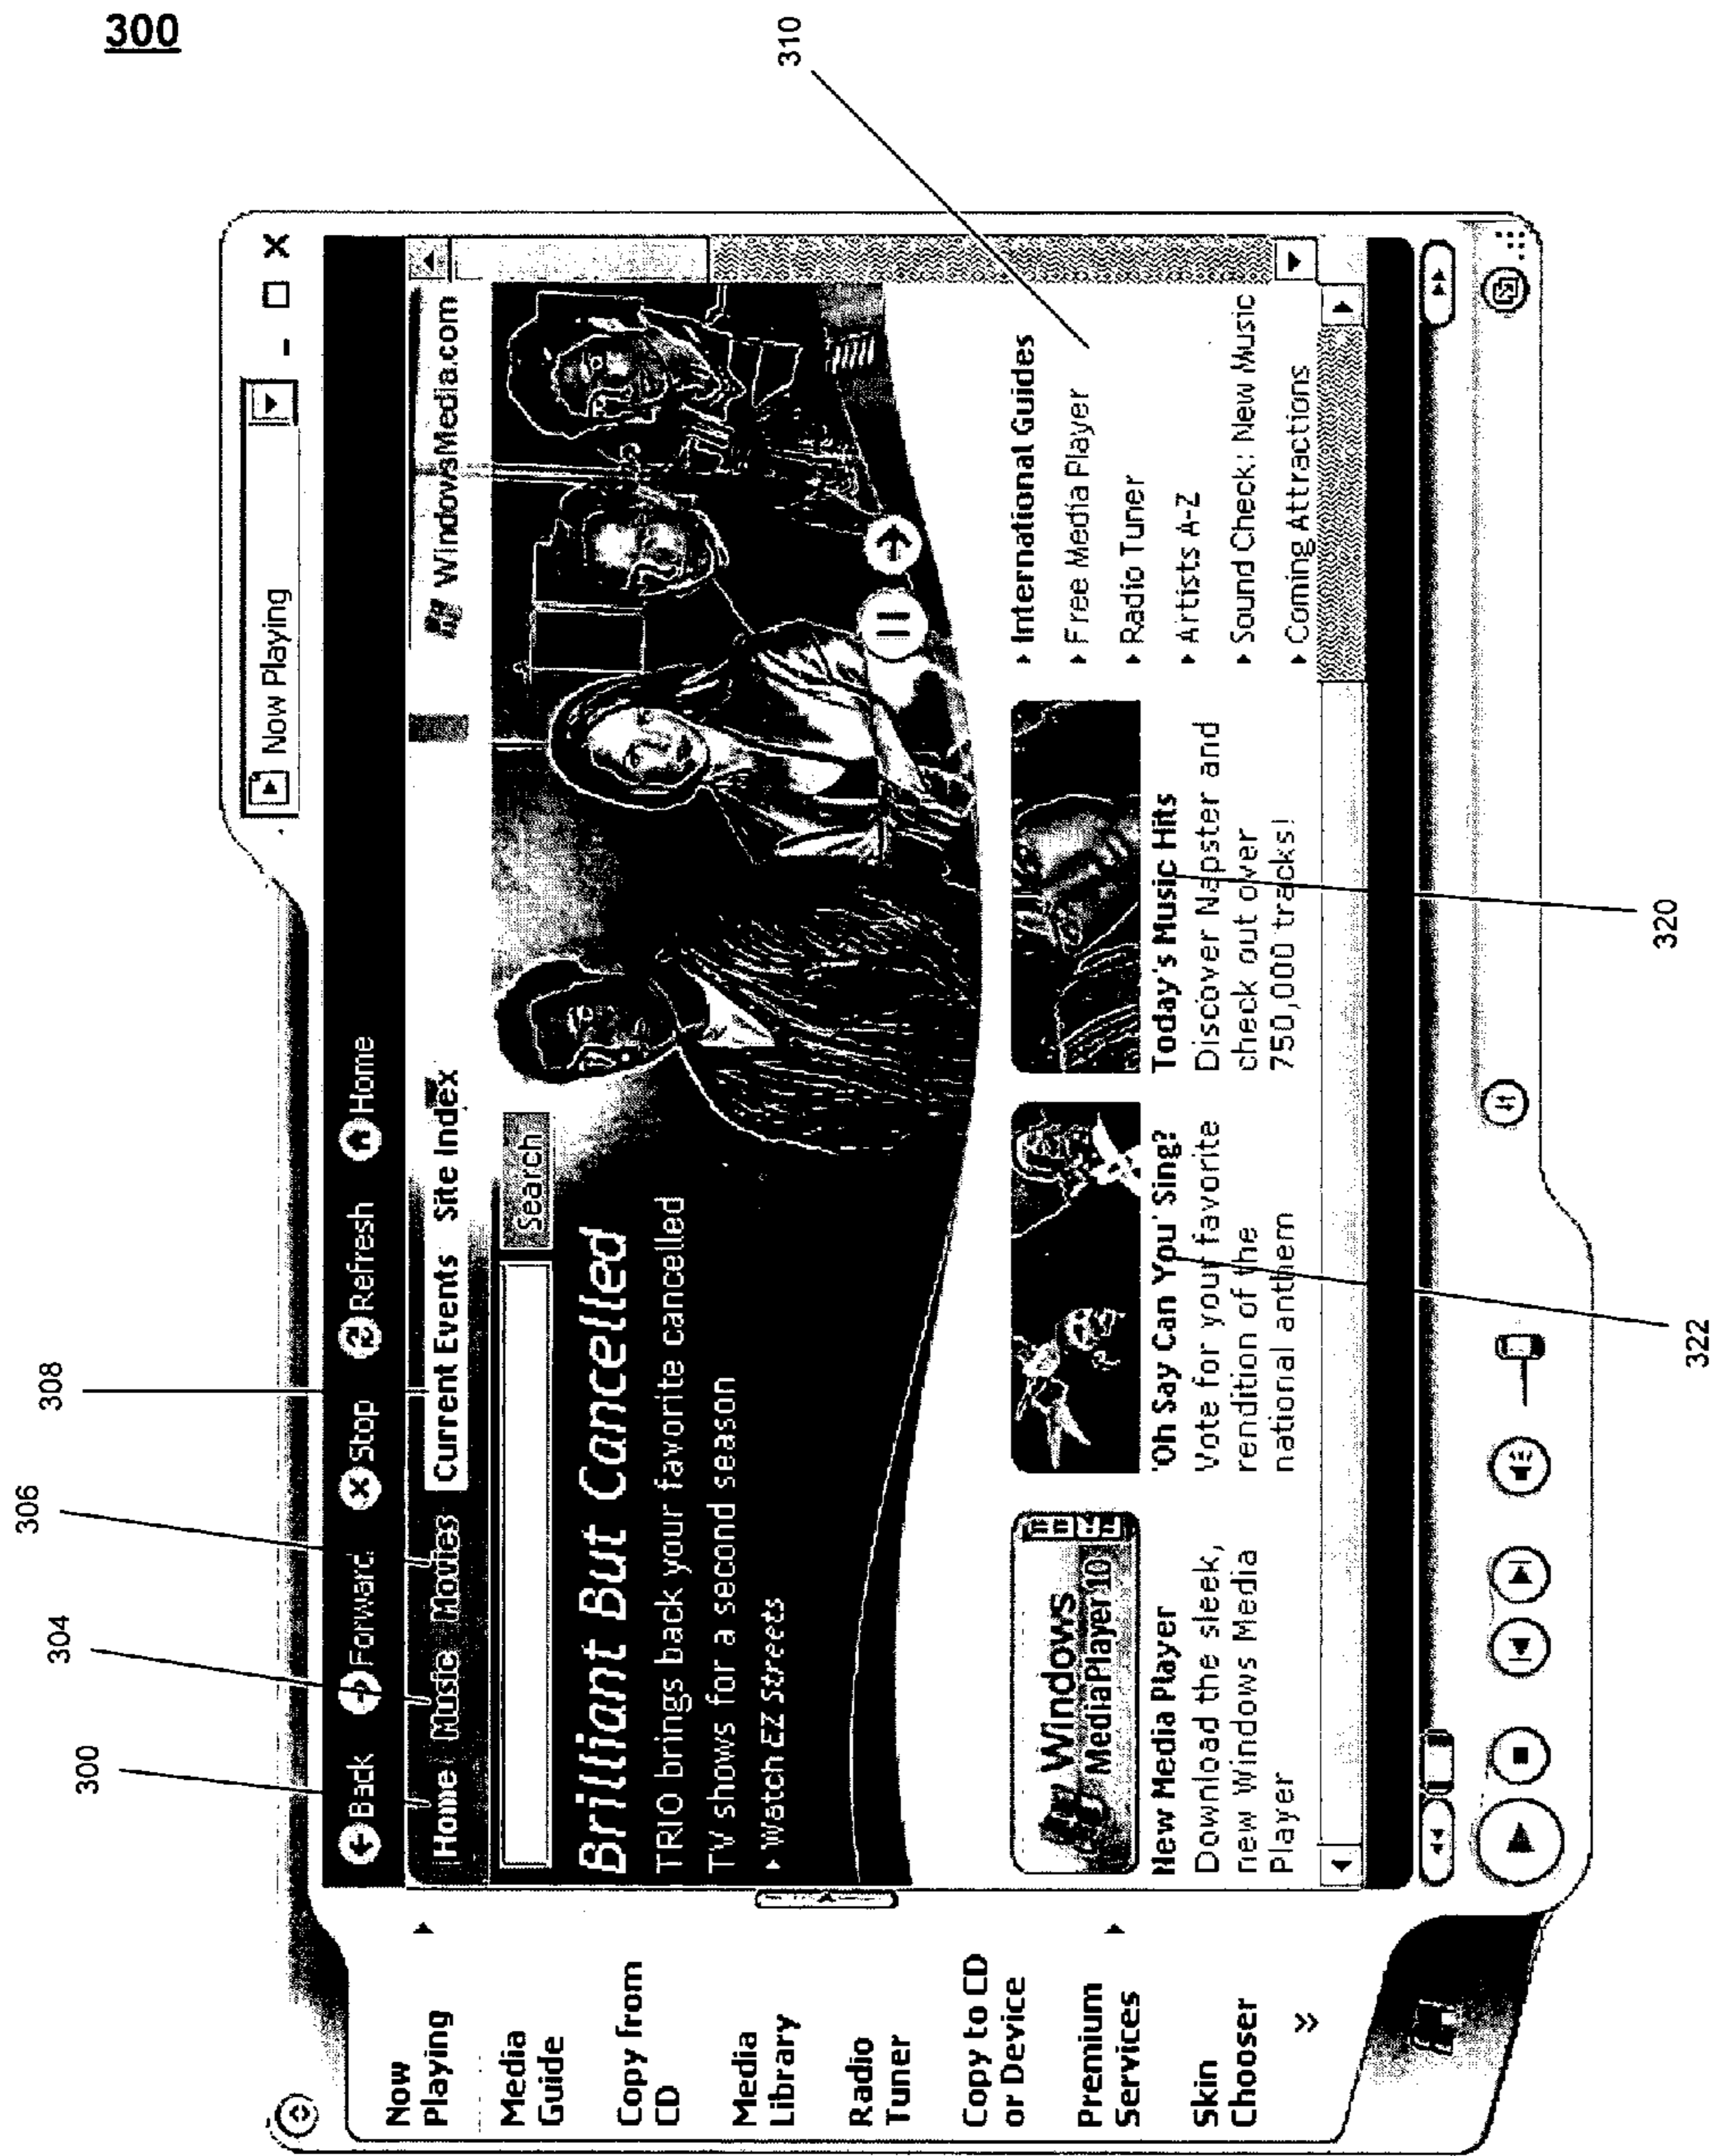 300
310
300
304
306
308
320
322
Now Playing
Back Forward Stop Refresh Home
Home Music Movies Current Events Site Index WindowsMedia.com
Search
Brilliant But Cancelled
TRIO brings back your favorite cancelled
TV shows for a second season
Watch EZ Streets
Now
Playing
Media
Guide
Copy from
CD
Media
Library
Radio
Tuner
Copy to CD
or Device
Premium
Services
Skin
Chooser
Windows
MediaPlayer10
New Media Player
Download the sleek,
new Windows Media
Player
'Oh Say Can You' Sing?
Vote for your favorite
rendition of the
national anthem
Today's Music Hits
Discover Napster and
check out over
750,000 tracks!
International Guides
Free Media Player
Radio Tuner
Artists A-Z
Sound Check: New Music
Coming Attractions